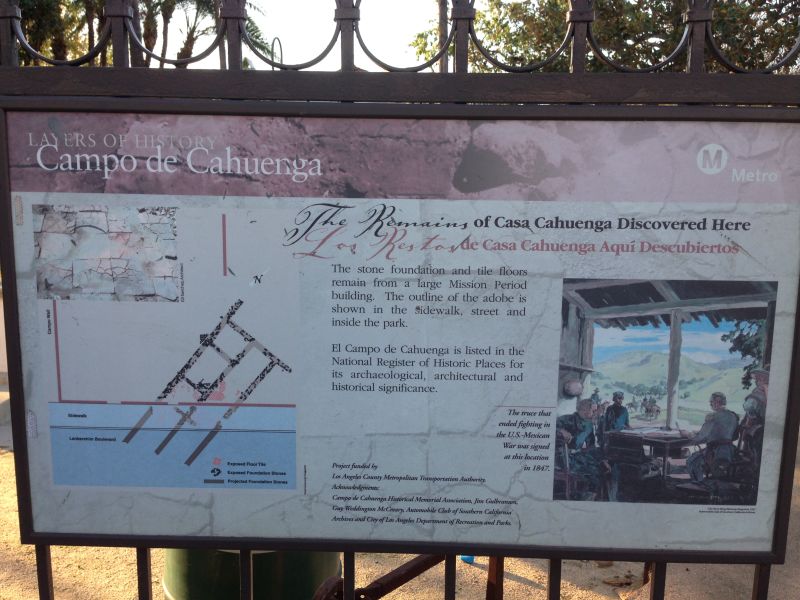 LAYERS OF HISTORY
Campo de Cahuenga
M
Metro
The Remains of Casa Cahuenga Discovered Here
Los Restos de Casa Cahuenga Aquí Descubiertos
The stone foundation and tile floors
remain from a large Mission Period
building. The outline of the adobe is
shown in the sidewalk, street and
inside the park.
El Campo de Cahuenga is listed in the
National Register of Historic Places for
its archaeological, architectural and
historical significance.
N
Campo Wall
Sidewalk
Lankershim Boulevard
Exposed Floor Tile
Exposed Foundation Stones
Projected Foundation Stones
The truce that
ended fighting in
the U.S.-Mexican
War was signed
at this location
in 1847.
Project funded by
Los Angeles County Metropolitan Transportation Authority.
Acknowledgments:
Campo de Cahuenga Historical Memorial Association, Jim Gulbranson,
Guy Weddington McCreary, Automobile Club of Southern California
Archives and City of Los Angeles Department of Recreation and Parks.